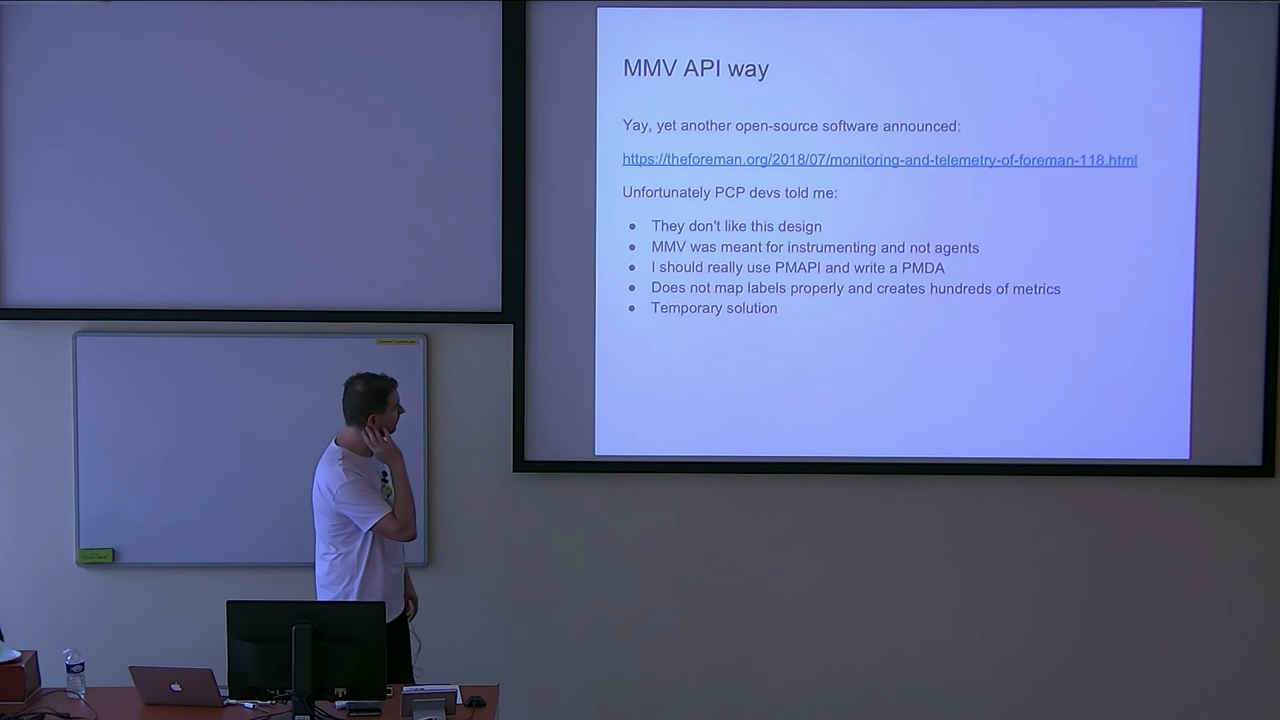 MMV API way
Yay, yet another open-source software announced:
https://theforeman.org/2018/07/monitoring-and-telemetry-of-foreman-118.html
Unfortunately PCP devs told me:
They don't like this design
MMV was meant for instrumenting and not agents
I should really use PMAPI and write a PMDA
Does not map labels properly and creates hundreds of metrics
Temporary solution